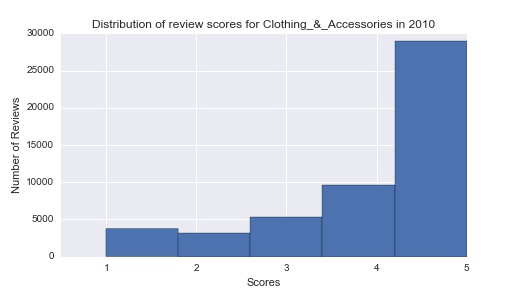 Distribution of review scores for Clothing_&_Accessories in 2010
30000
25000
20000
15000
10000
5000
0
Number of Reviews
1 2 3 4 5
Scores